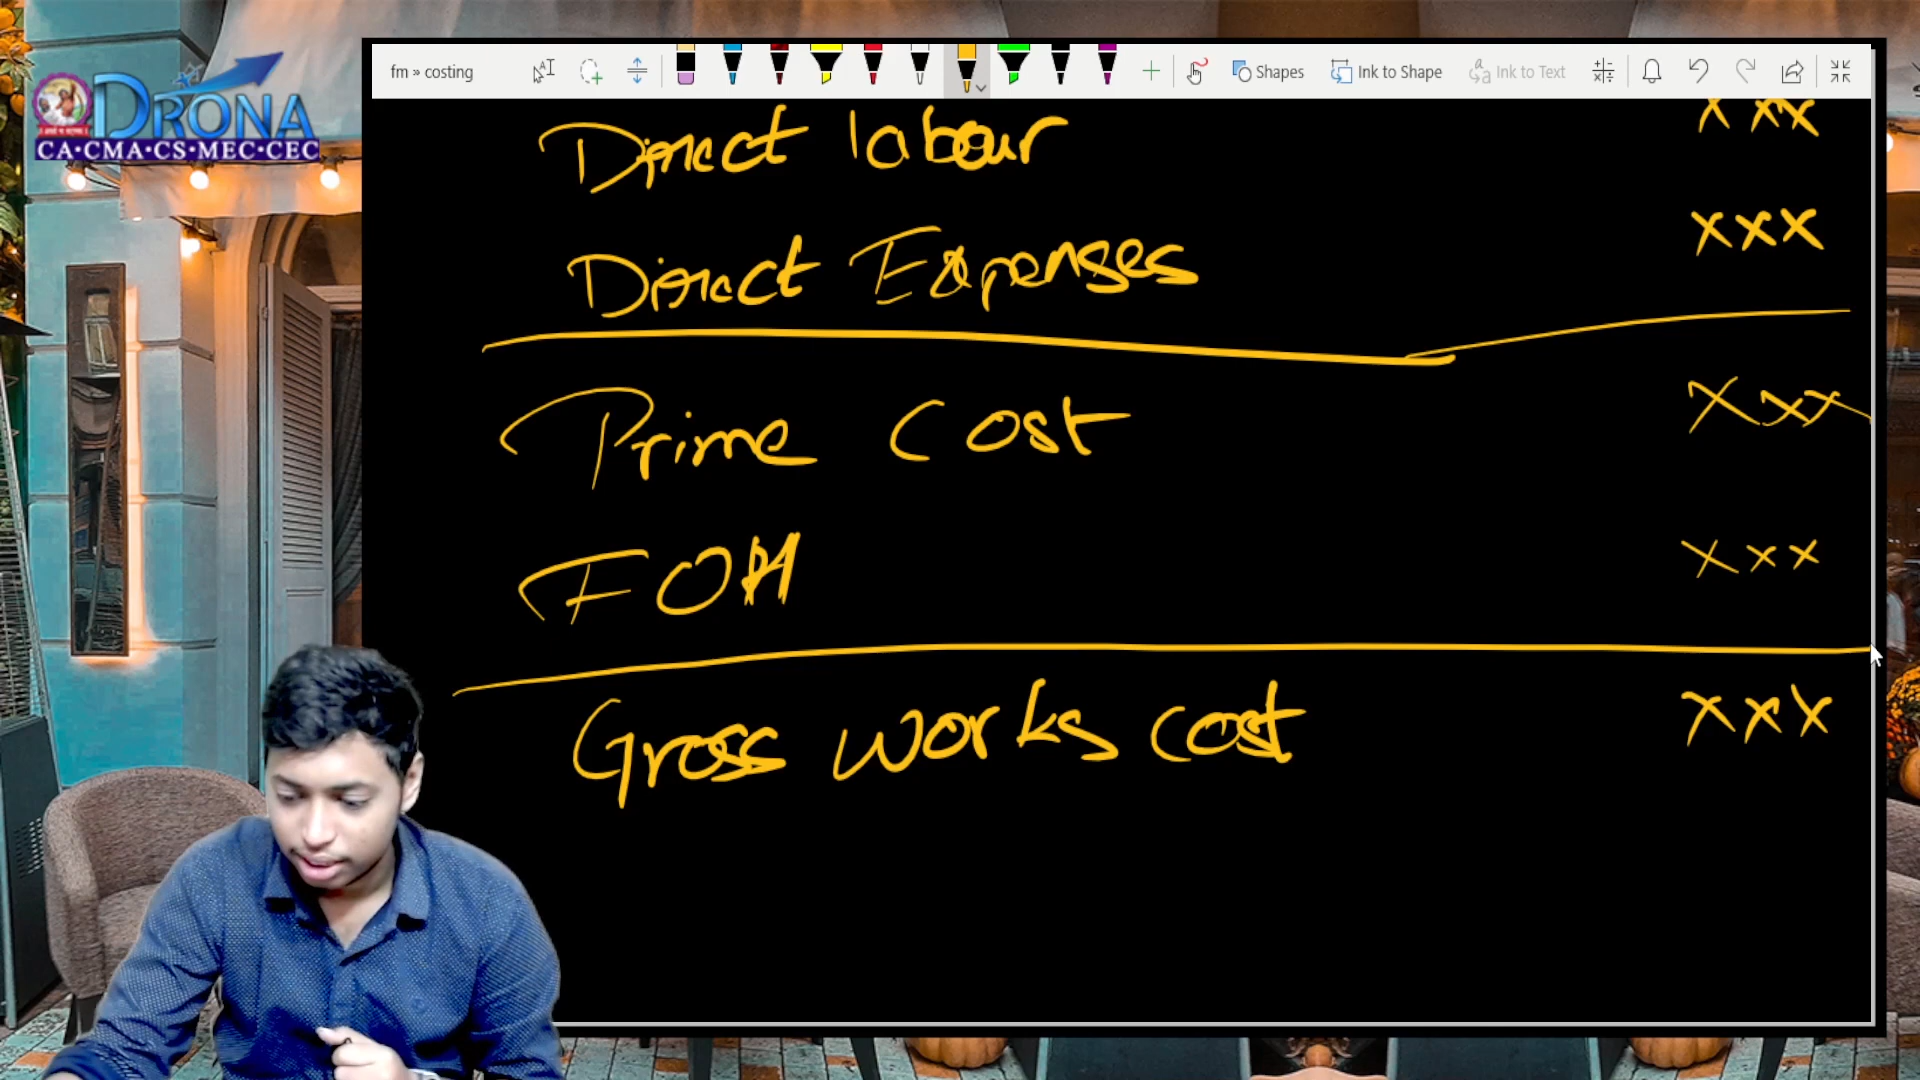 DRONA
CA•CMA•CS•MEC•CEC
fm » costing
Shapes
Ink to Shape
Ink to Text
Direct labour xxx
Direct Expenses xxx
Prime Cost xxx
FOH xxx
Gross works cost xxx